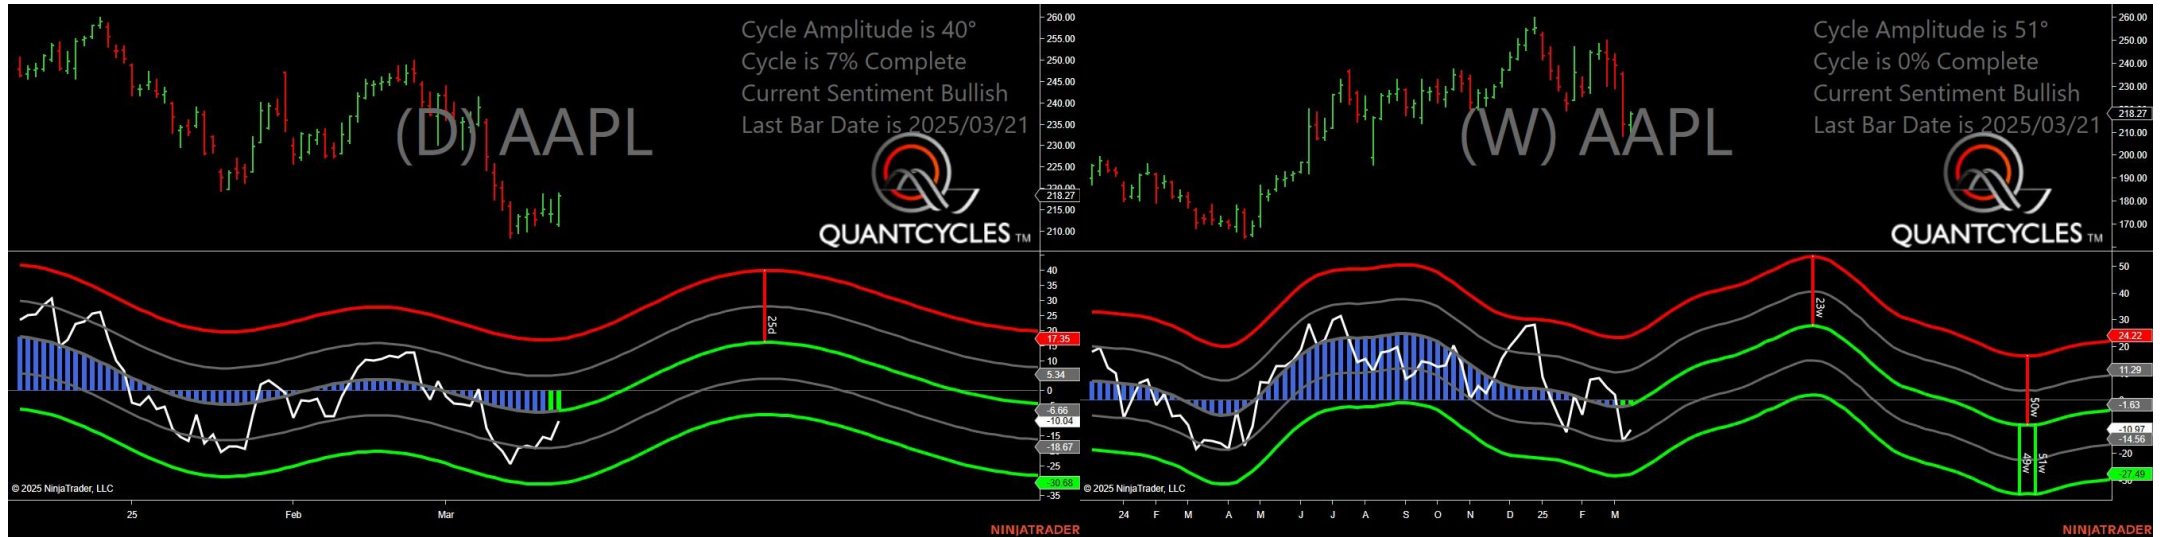 Cycle Amplitude is 40°
Cycle is 7% Complete
Current Sentiment Bullish
Last Bar Date is 2025/03/21
(D) AAPL
QUANTCYCLES TM
260.00
255.00
250.00
245.00
240.00
235.00
230.00
225.00
220.00
218.27
215.00
210.00
40
35
30
25
20
17.35
15
10
5.34
0
-6.66
-10.04
-15
-18.67
-25
-30.68
-35
25d
© 2025 NinjaTrader, LLC
25
Feb
Mar
NINJATRADER
Cycle Amplitude is 51°
Cycle is 0% Complete
Current Sentiment Bullish
Last Bar Date is 2025/03/21
(W) AAPL
QUANTCYCLES TM
260.00
250.00
240.00
230.00
218.27
210.00
200.00
190.00
180.00
170.00
50
40
30
24.22
20
11.29
-1.63
-10.97
-14.56
-20
-27.49
23w
50w
49w
51w
© 2025 NinjaTrader, LLC
24
F
M
A
M
J
J
A
S
O
N
D
25
F
M
NINJATRADER